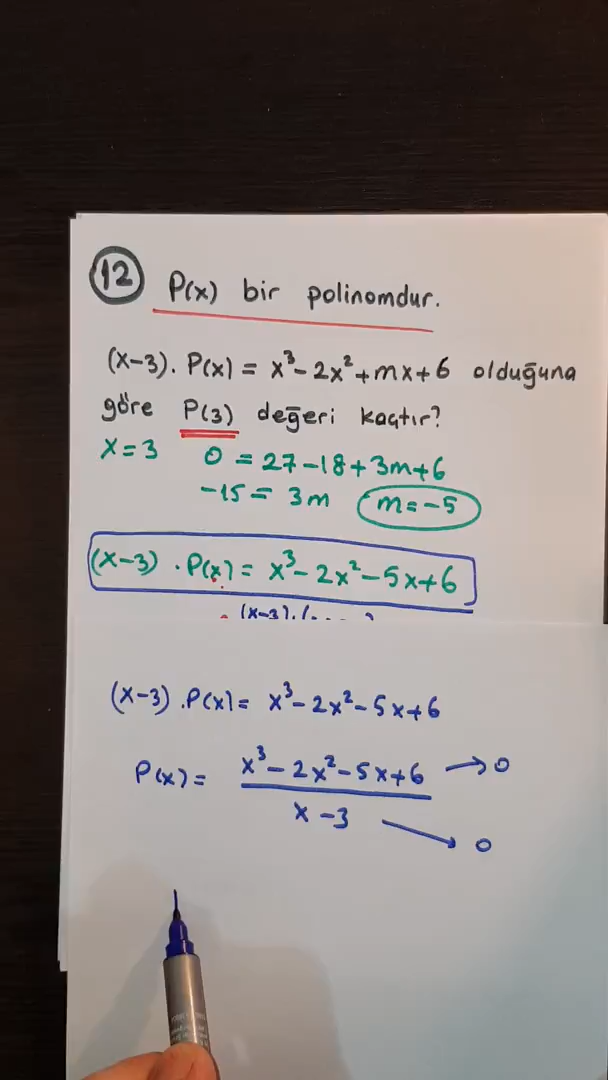 12 P(x) bir polinomdur.
(x-3). P(x) = x³-2x²+mx+6 olduğuna
göre P(3) değeri kaçtır?
x=3 0 = 27-18+3m+6
-15 = 3m m=-5
(x-3) .P(x) = x³-2x²-5x+6
(x-3).(
(x-3) .P(x) = x³-2x²-5x+6
P(x) = x³-2x²-5x+6 → 0
x-3 → 0